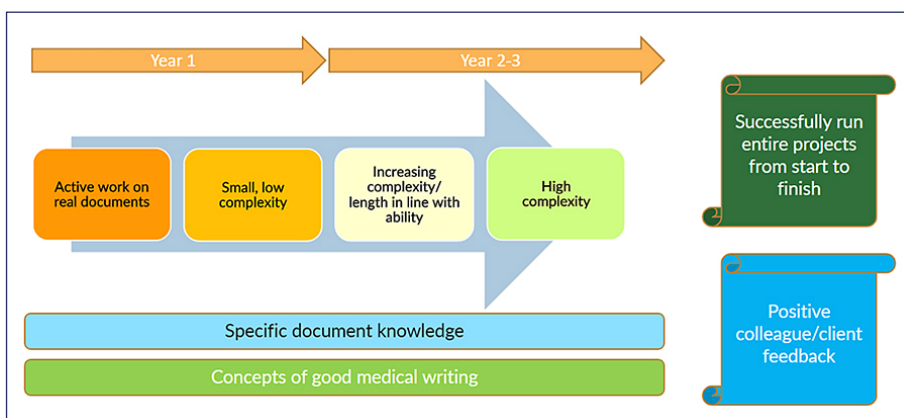 Year 1
Year 2-3
Active work on
real documents
Small, low
complexity
Increasing
complexity/
length in line with
ability
High
complexity
Specific document knowledge
Concepts of good medical writing
Successfully run
entire projects
from start to
finish
Positive
colleague/client
feedback